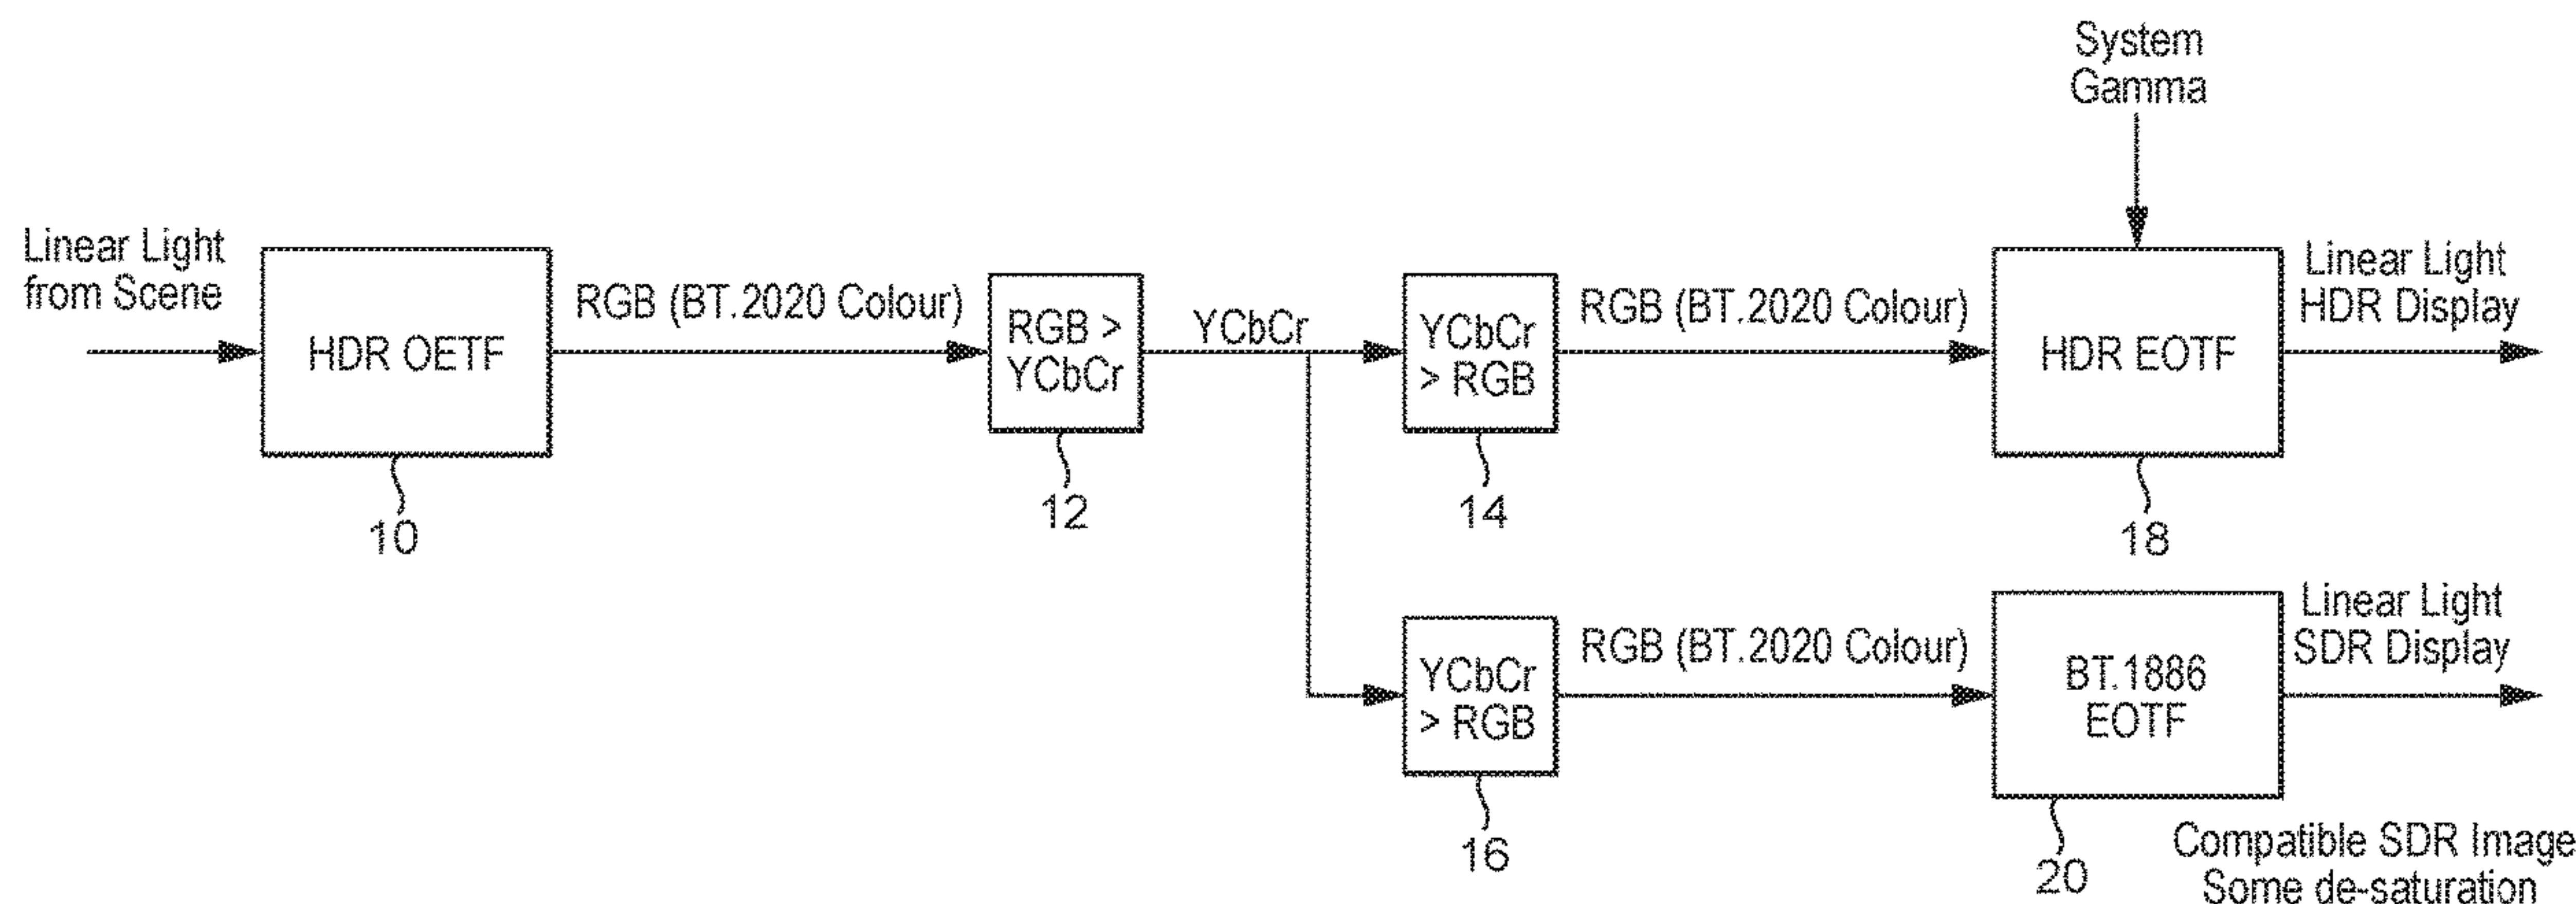 System
Gamma
Linear Light
from Scene
HDR OETF
10
RGB (BT.2020 Colour)
RGB >
YCbCr
12
YCbCr
YCbCr
> RGB
14
RGB (BT.2020 Colour)
HDR EOTF
18
Linear Light
HDR Display
YCbCr
> RGB
16
RGB (BT.2020 Colour)
BT.1886
EOTF
20
Linear Light
SDR Display
Compatible SDR Image
Some de-saturation